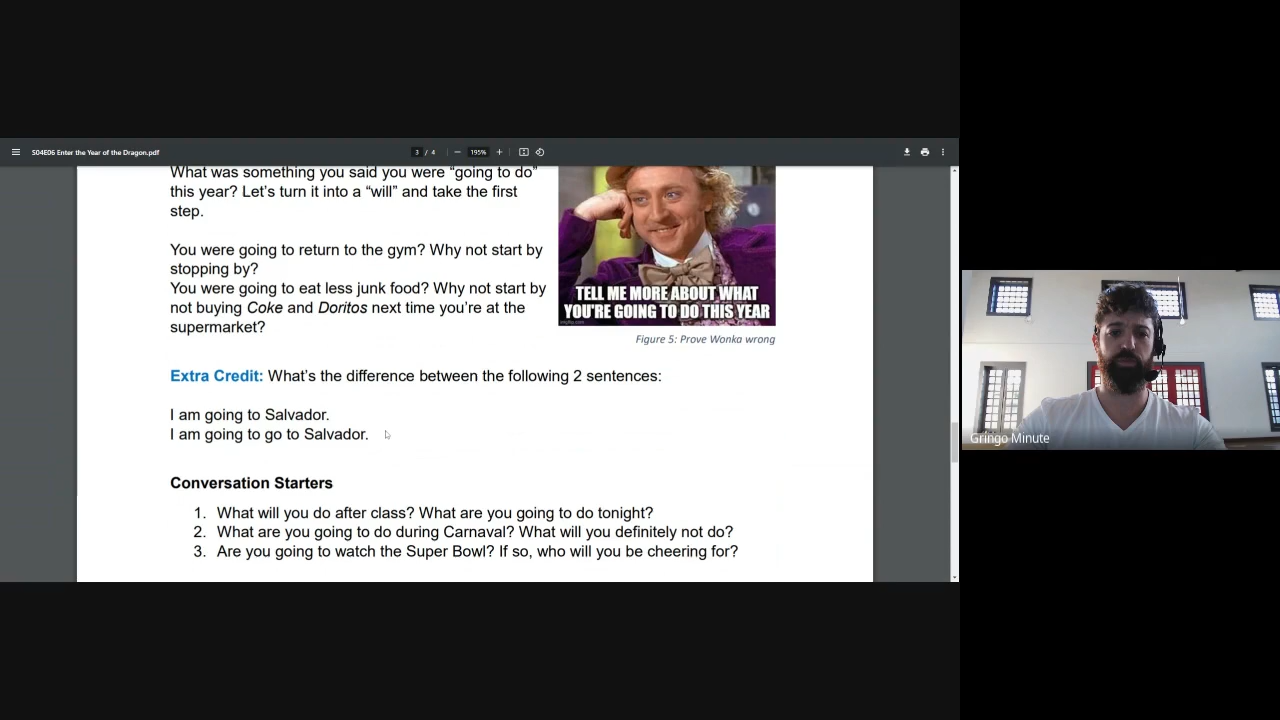 S04E06 Enter the Year of the Dragon.pdf
3 / 4
195%
What was something you said you were “going to do”
this year? Let’s turn it into a “will” and take the first
step.
You were going to return to the gym? Why not start by
stopping by?
You were going to eat less junk food? Why not start by
not buying Coke and Doritos next time you’re at the
supermarket?
TELL ME MORE ABOUT WHAT
YOU'RE GOING TO DO THIS YEAR
imgflip.com
Figure 5: Prove Wonka wrong
Extra Credit: What’s the difference between the following 2 sentences:
I am going to Salvador.
I am going to go to Salvador.
Conversation Starters
1. What will you do after class? What are you going to do tonight?
2. What are you going to do during Carnaval? What will you definitely not do?
3. Are you going to watch the Super Bowl? If so, who will you be cheering for?
Gringo Minute